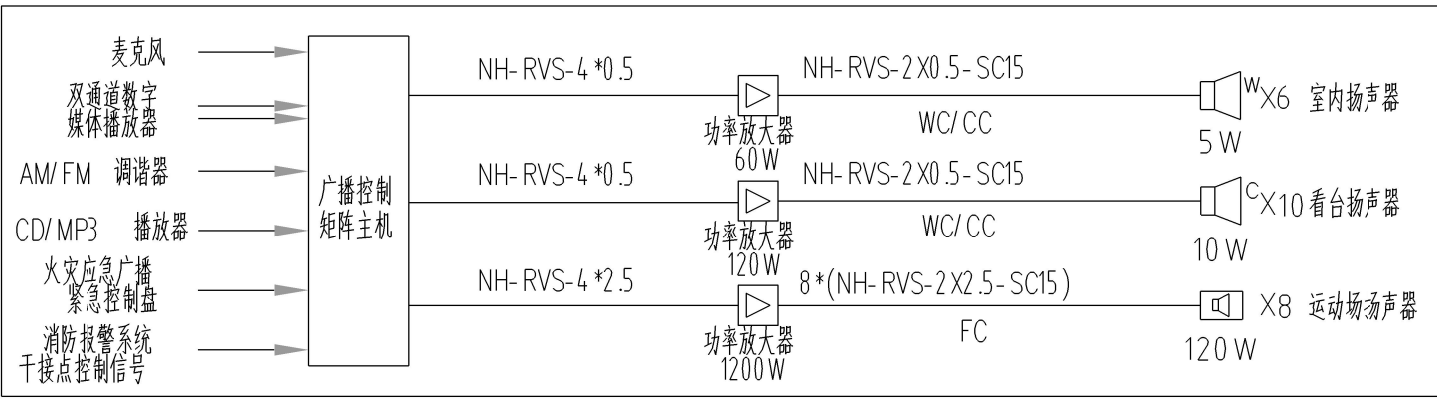 麦克风
双通道数字
媒体播放器
AM/FM 调谐器
CD/MP3 播放器
火灾应急广播
紧急控制盘
消防报警系统
干接点控制信号
广播控制
矩阵主机
NH-RVS-4*0.5
功率放大器
60W
NH-RVS-2X0.5-SC15
WC/CC
W X6 室内扬声器
5W
NH-RVS-4*0.5
功率放大器
120W
NH-RVS-2X0.5-SC15
WC/CC
C X10 看台扬声器
10W
NH-RVS-4*2.5
功率放大器
1200W
8*(NH-RVS-2X2.5-SC15)
FC
X8 运动场汤声器
120W